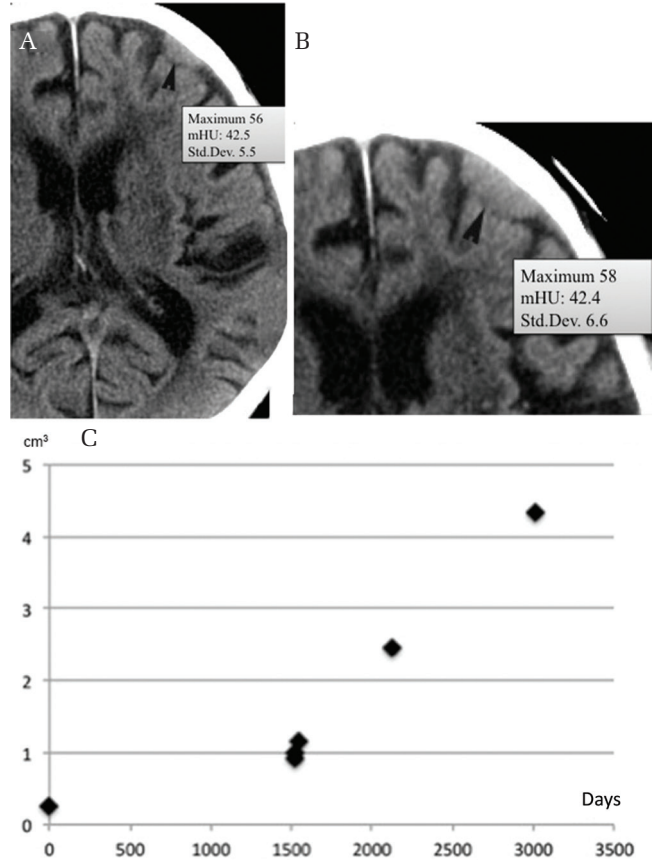 A
Maximum 56
mHU: 42.5
Std.Dev. 5.5
B
Maximum 58
mHU: 42.4
Std.Dev. 6.6
cm³
C
5
4
3
2
1
0
Days
0 500 1000 1500 2000 2500 3000 3500